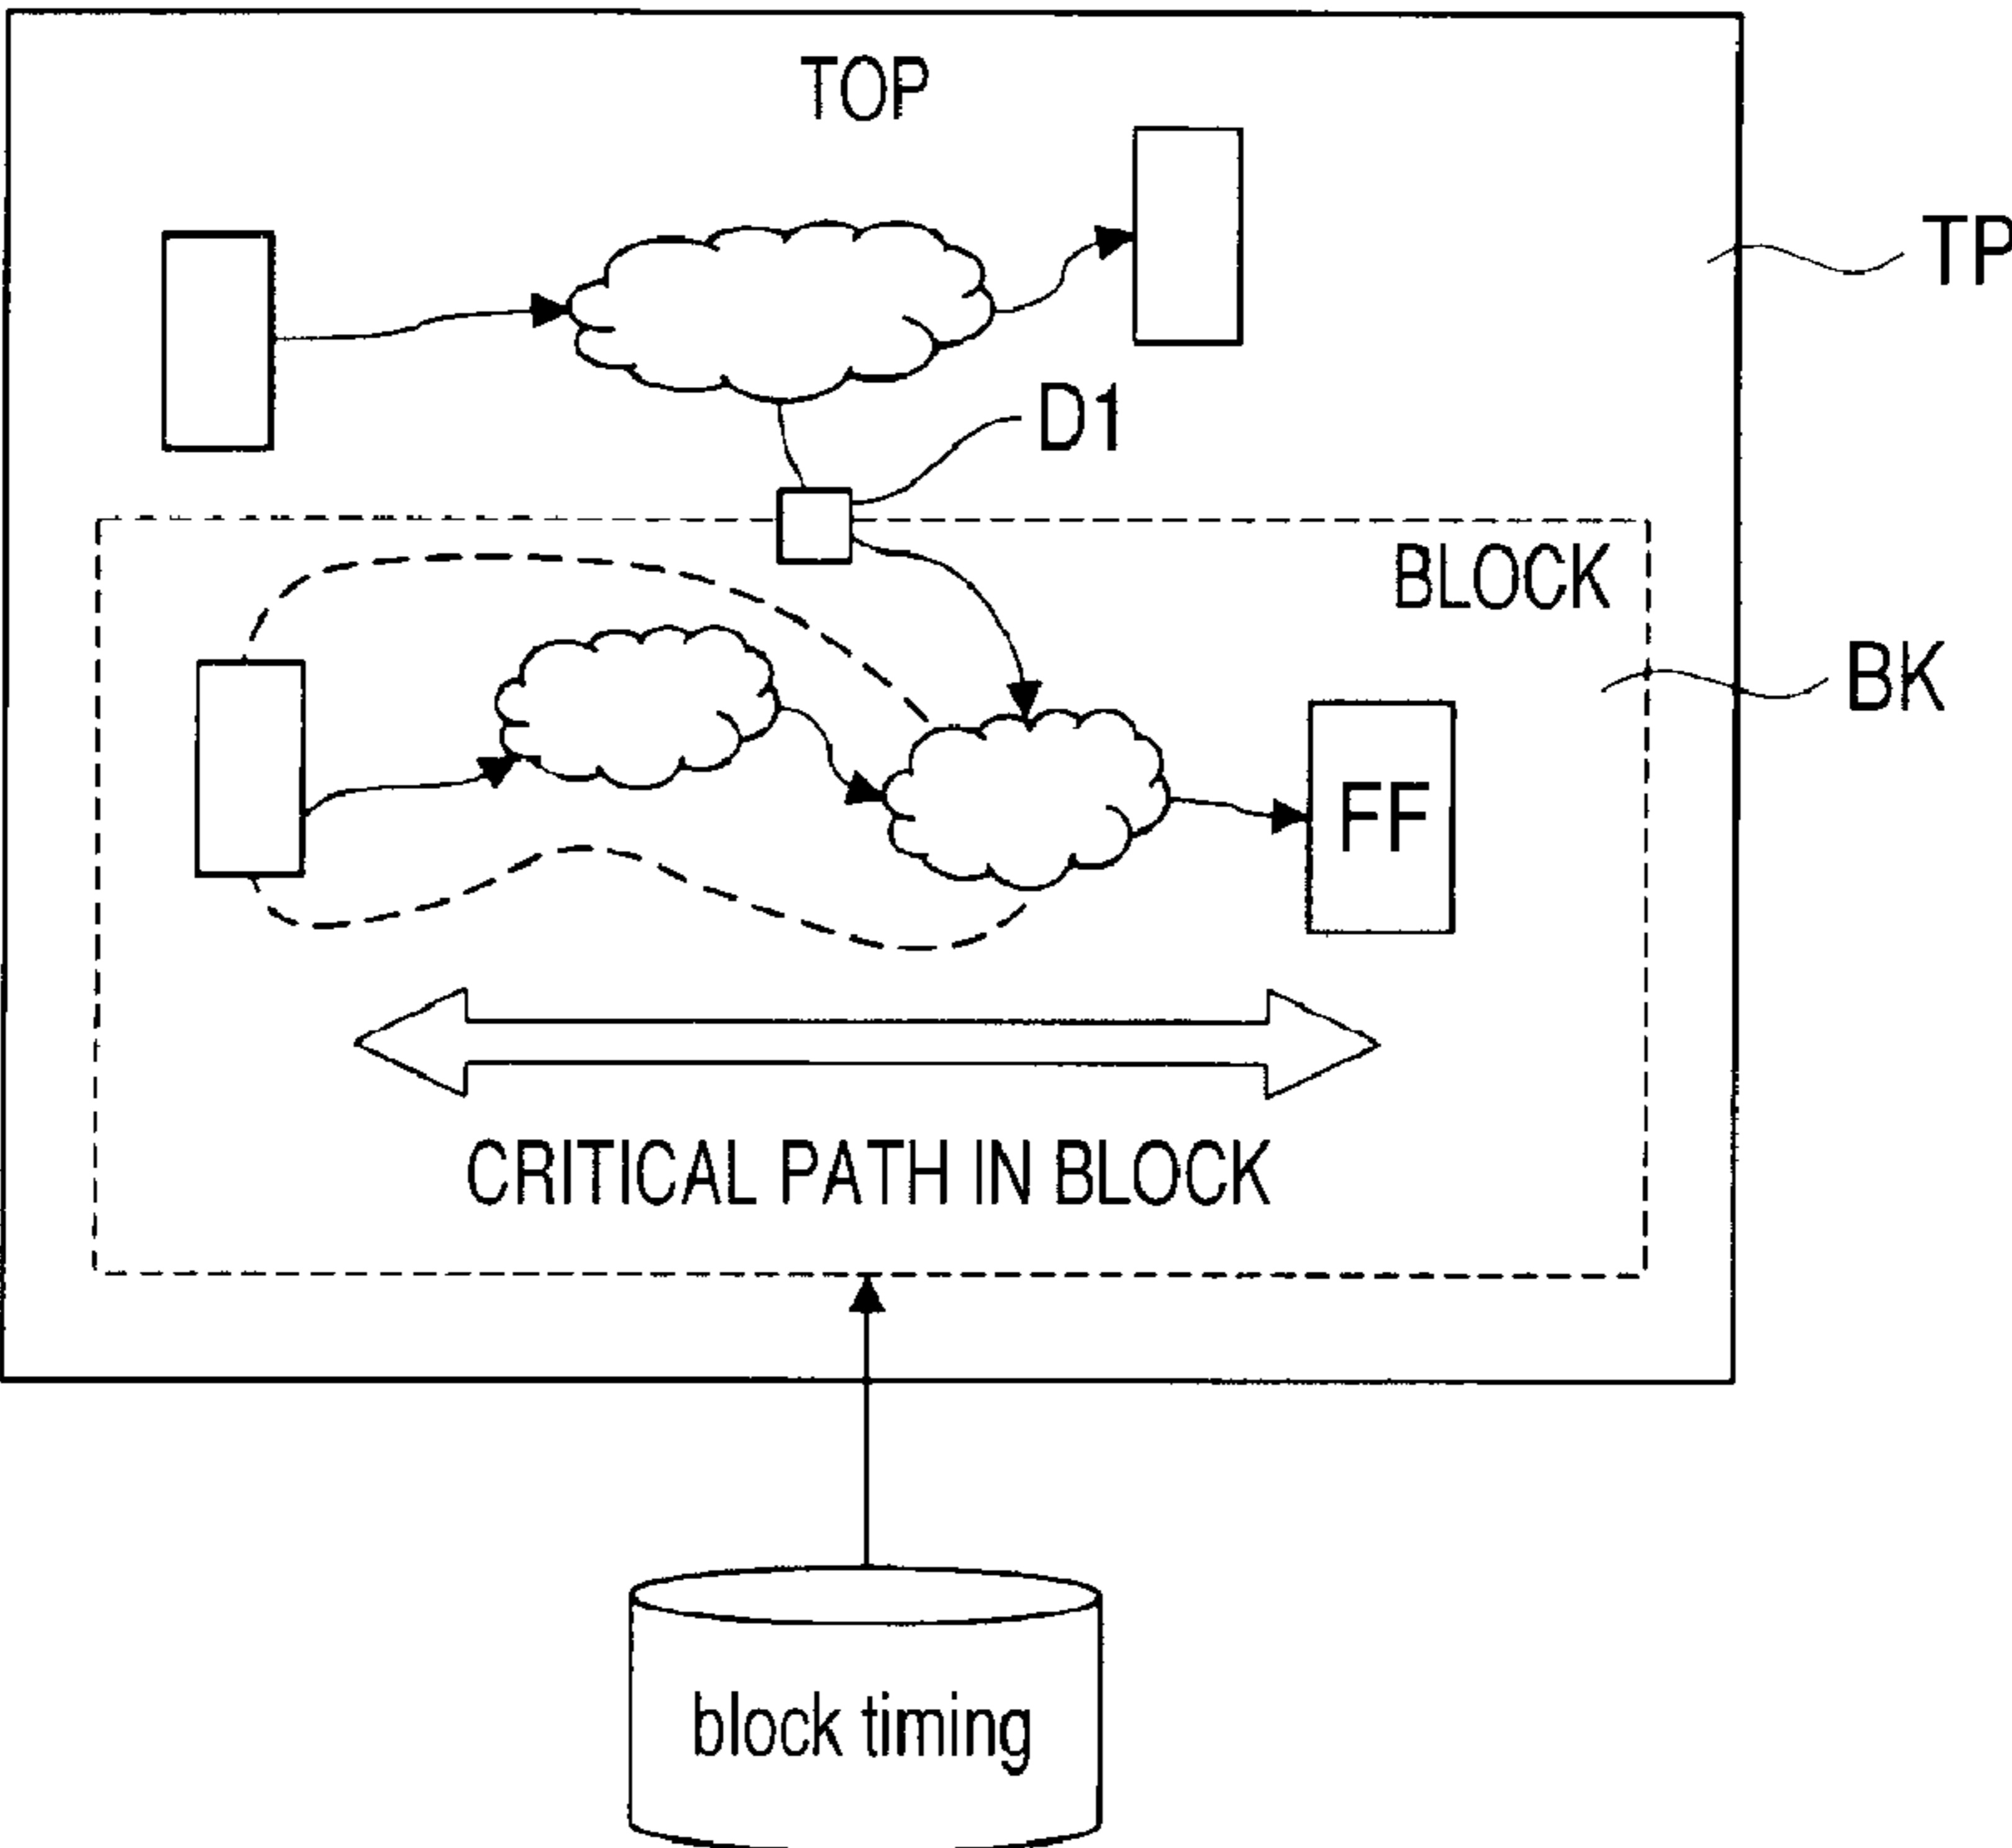 TOP
TP
D1
BLOCK
BK
FF
CRITICAL PATH IN BLOCK
block timing